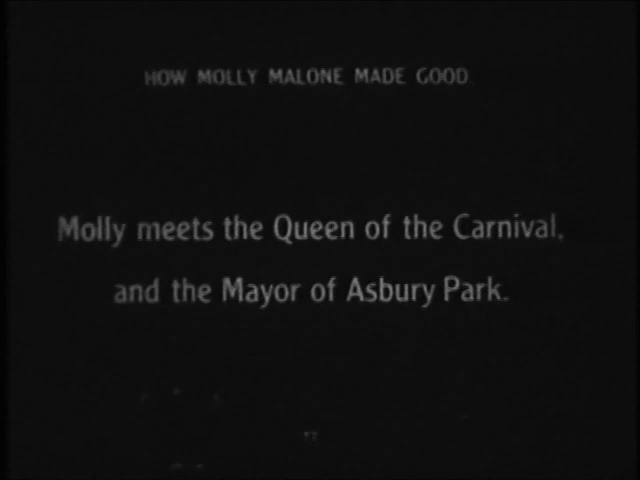 HOW MOLLY MALONE MADE GOOD
Molly meets the Queen of the Carnival,
and the Mayor of Asbury Park.